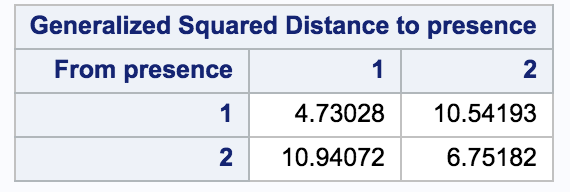 Generalized Squared Distance to presence
From presence 1 2
1 4.73028 10.54193
2 10.94072 6.75182